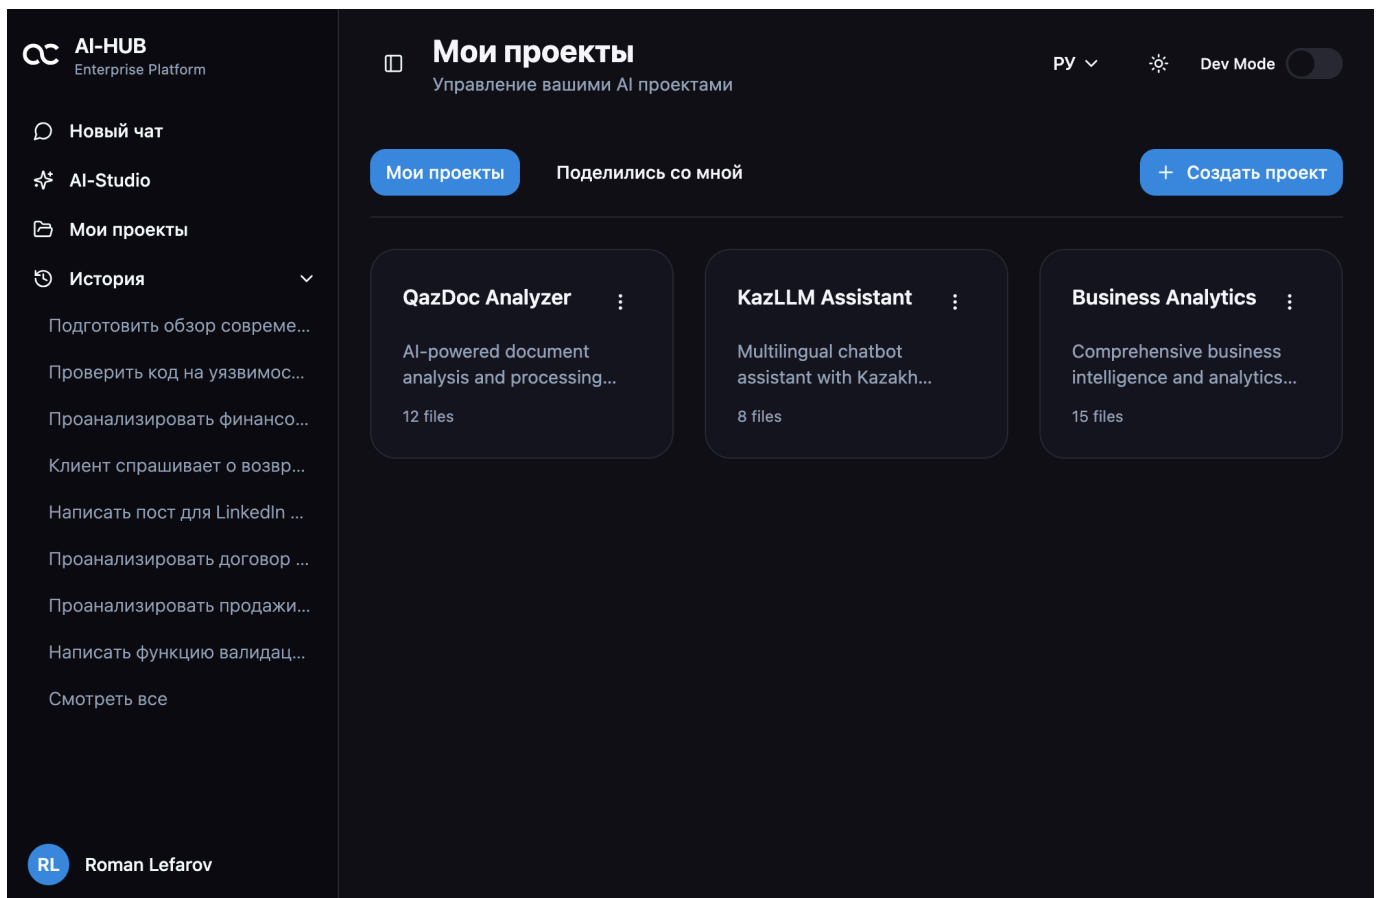 AI-HUB
Enterprise Platform
Новый чат
AI-Studio
Мои проекты
История
Подготовить обзор совреме...
Проверить код на уязвимос...
Проанализировать финансо...
Клиент спрашивает о возвр...
Написать пост для LinkedIn ...
Проанализировать договор ...
Проанализировать продажи...
Написать функцию валидац...
Смотреть все
RL
Roman Lefarov
Мои проекты
Управление вашими AI проектами
РУ
Dev Mode
Мои проекты
Поделились со мной
+ Создать проект
QazDoc Analyzer
AI-powered document
analysis and processing...
12 files
KazLLM Assistant
Multilingual chatbot
assistant with Kazakh...
8 files
Business Analytics
Comprehensive business
intelligence and analytics...
15 files